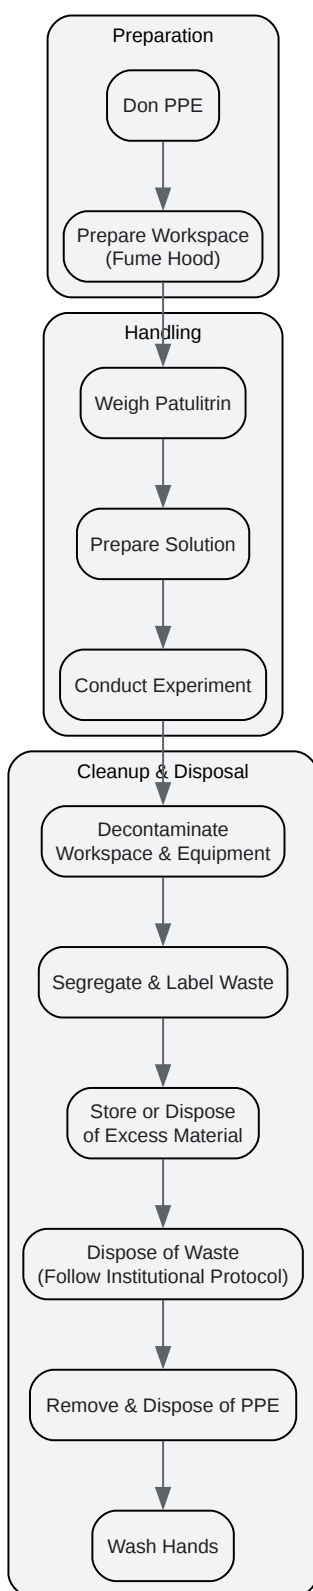 Preparation
Don PPE
Prepare Workspace
(Fume Hood)
Handling
Weigh Patulitrin
Prepare Solution
Conduct Experiment
Cleanup & Disposal
Decontaminate
Workspace & Equipment
Segregate & Label Waste
Store or Dispose
of Excess Material
Dispose of Waste
(Follow Institutional Protocol)
Remove & Dispose of PPE
Wash Hands